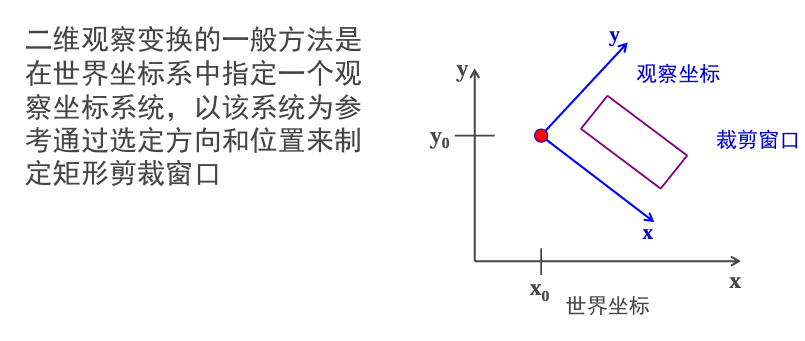 二维观察变换的一般方法是
在世界坐标系中指定一个观
察坐标系统，以该系统为参
考通过选定方向和位置来制
定矩形剪裁窗口
y
观察坐标
y
裁剪窗口
y₀
x
x
x₀
世界坐标